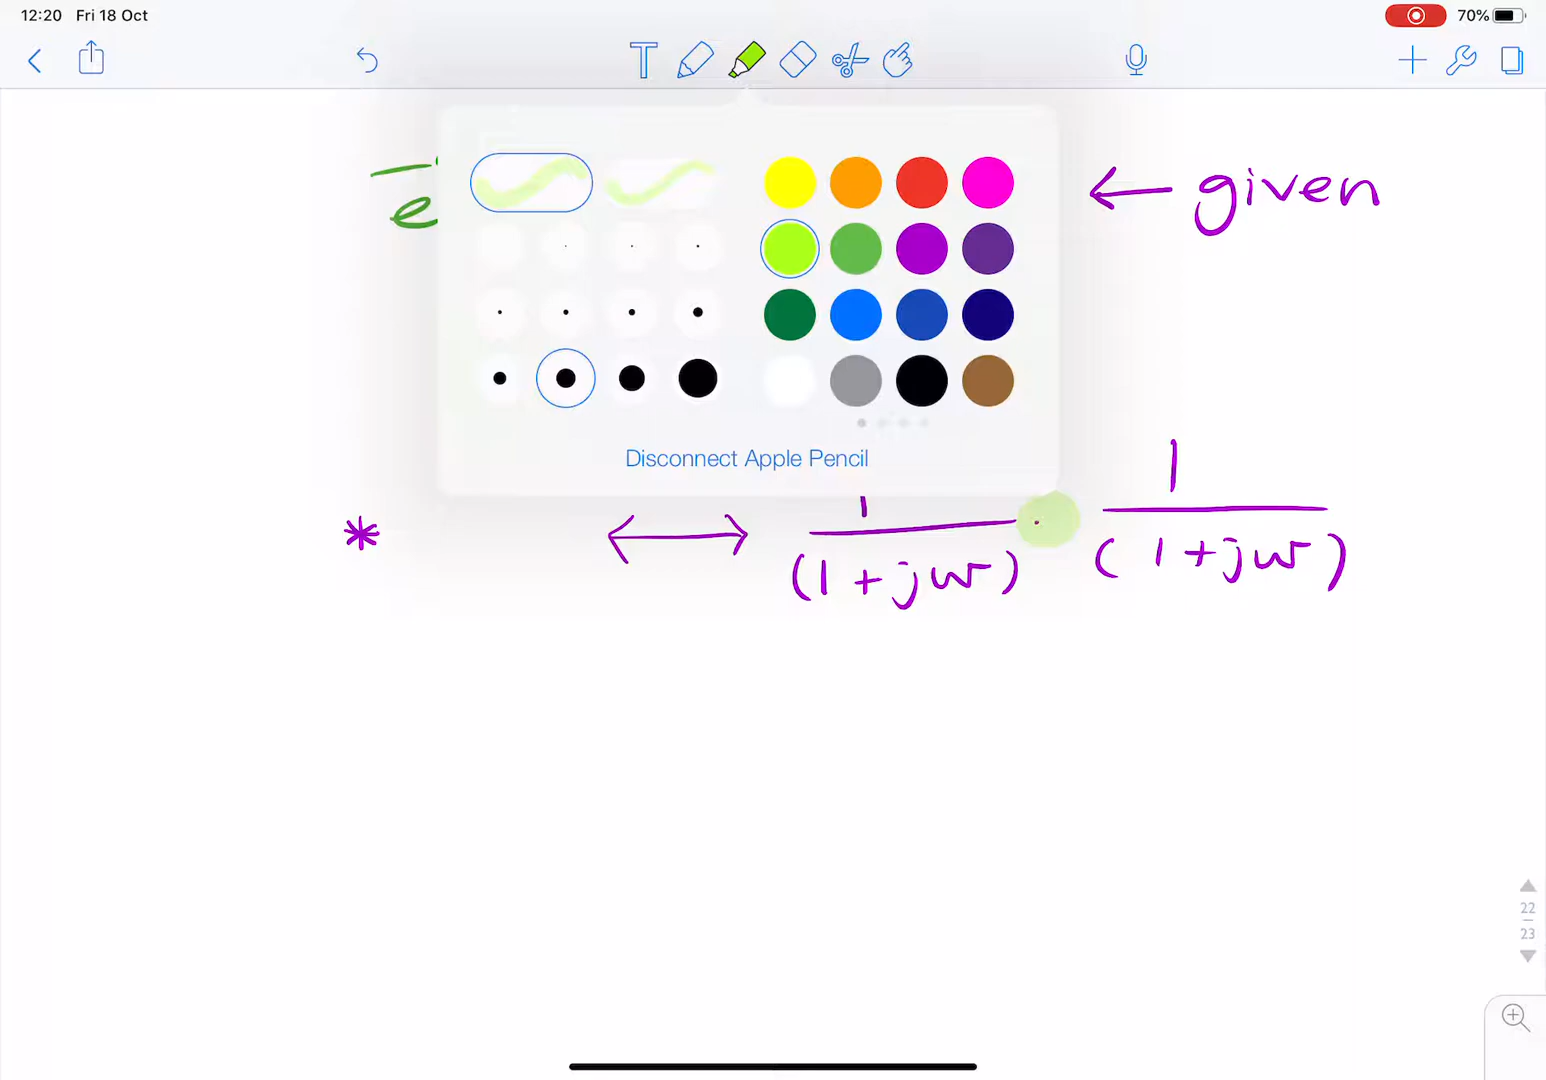 12:20 Fri 18 Oct
70%
T
e
← given
Disconnect Apple Pencil
* ↔ 1/(1+jw) · 1/(1+jw)
22
23